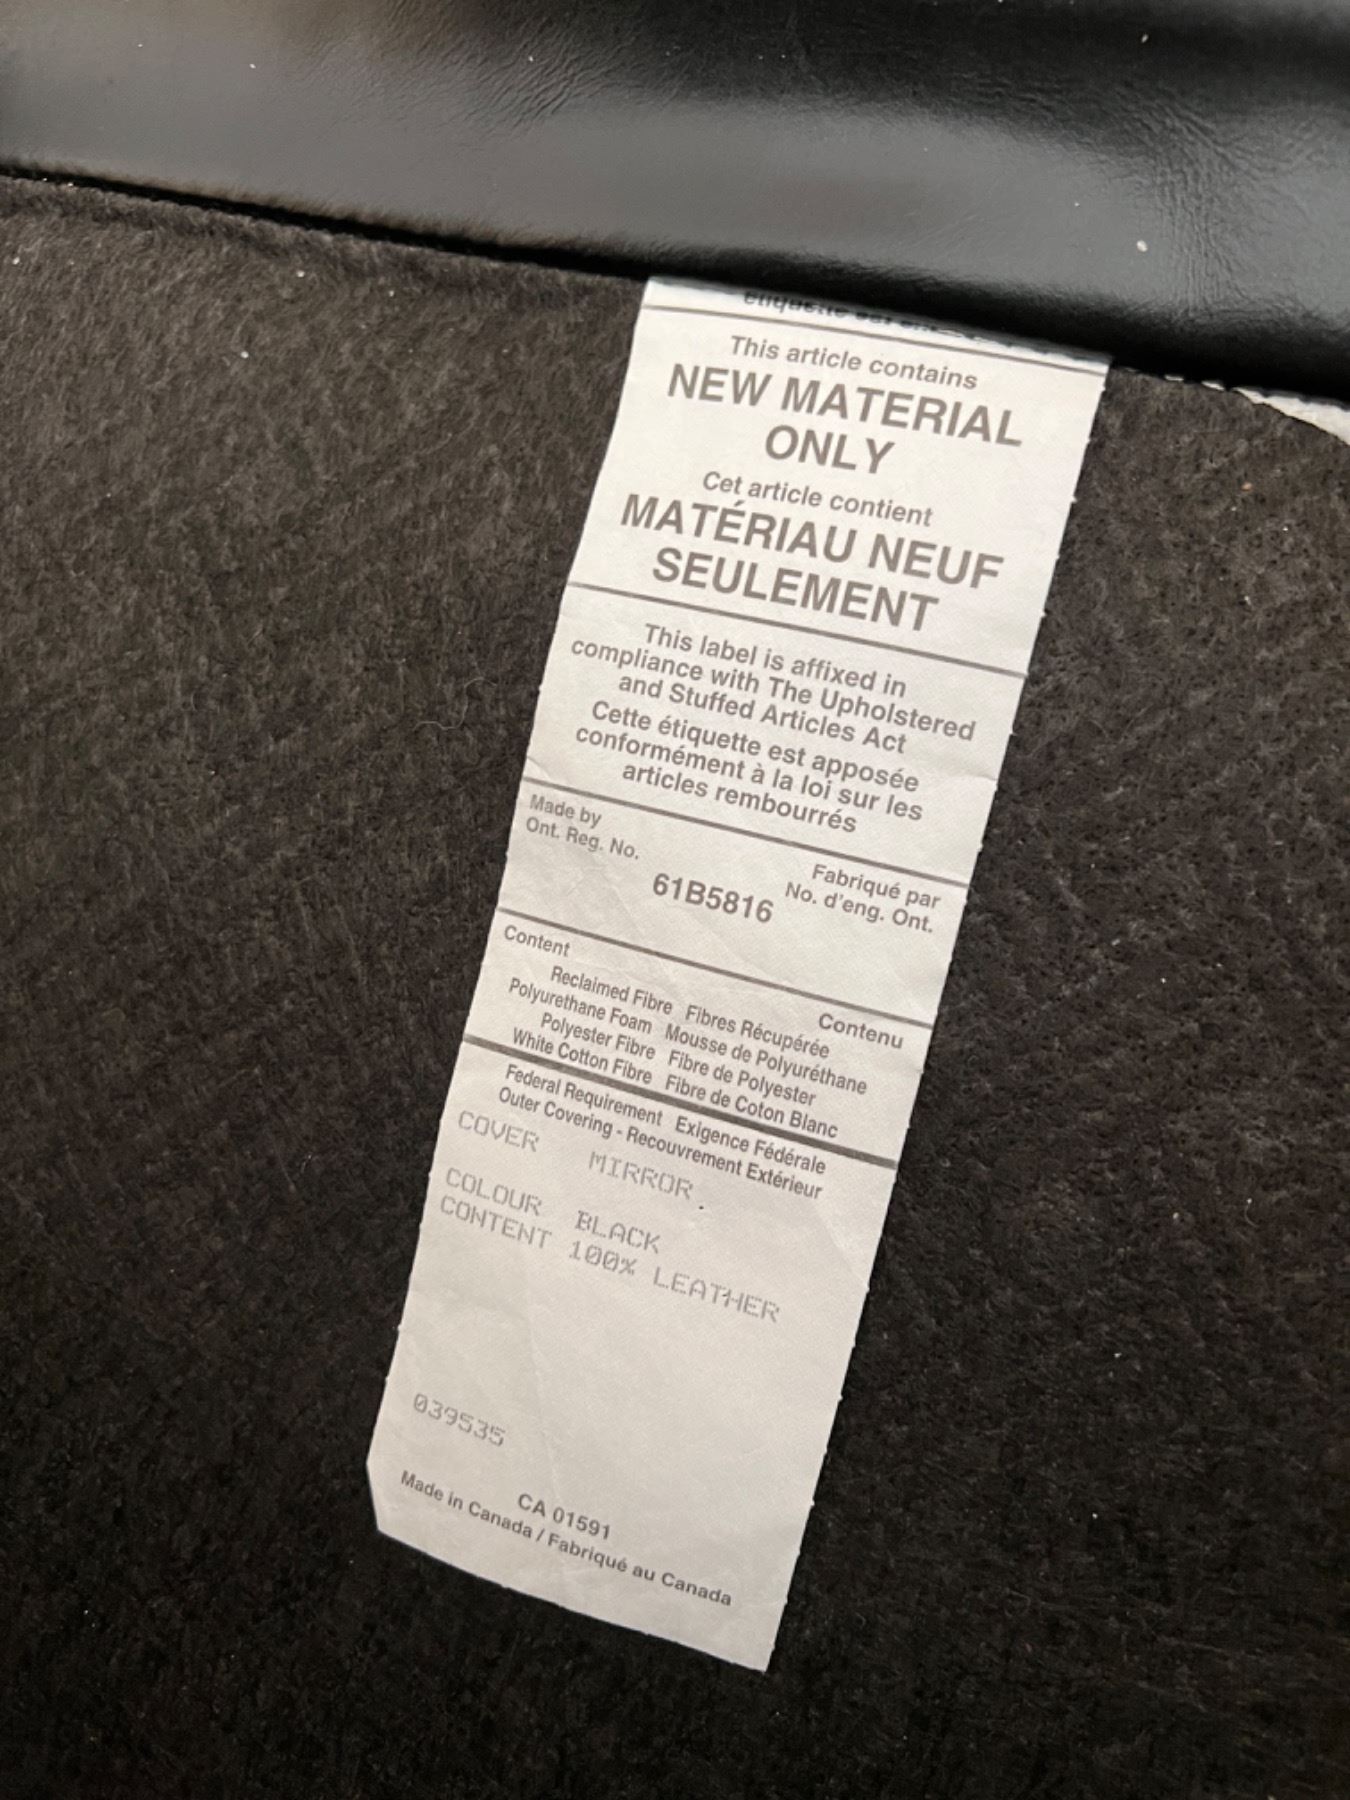 This article contains
NEW MATERIAL
ONLY
Cet article contient
MATÉRIAU NEUF
SEULEMENT
This label is affixed in
compliance with The Upholstered
and Stuffed Articles Act
Cette étiquette est apposée
conformément à la loi sur les
articles rembourrés
Made by
Ont. Reg. No.
61B5816
Fabriqué par
No. d'eng. Ont.
Content
Contenu
Reclaimed Fibre Fibres Récupérée
Polyurethane Foam Mousse de Polyuréthane
Polyester Fibre Fibre de Polyester
White Cotton Fibre Fibre de Coton Blanc
Federal Requirement Exigence Fédérale
Outer Covering - Recouvrement Extérieur
COVER MIRROR
COLOUR BLACK
CONTENT 100% LEATHER
039535
CA 01591
Made in Canada / Fabriqué au Canada